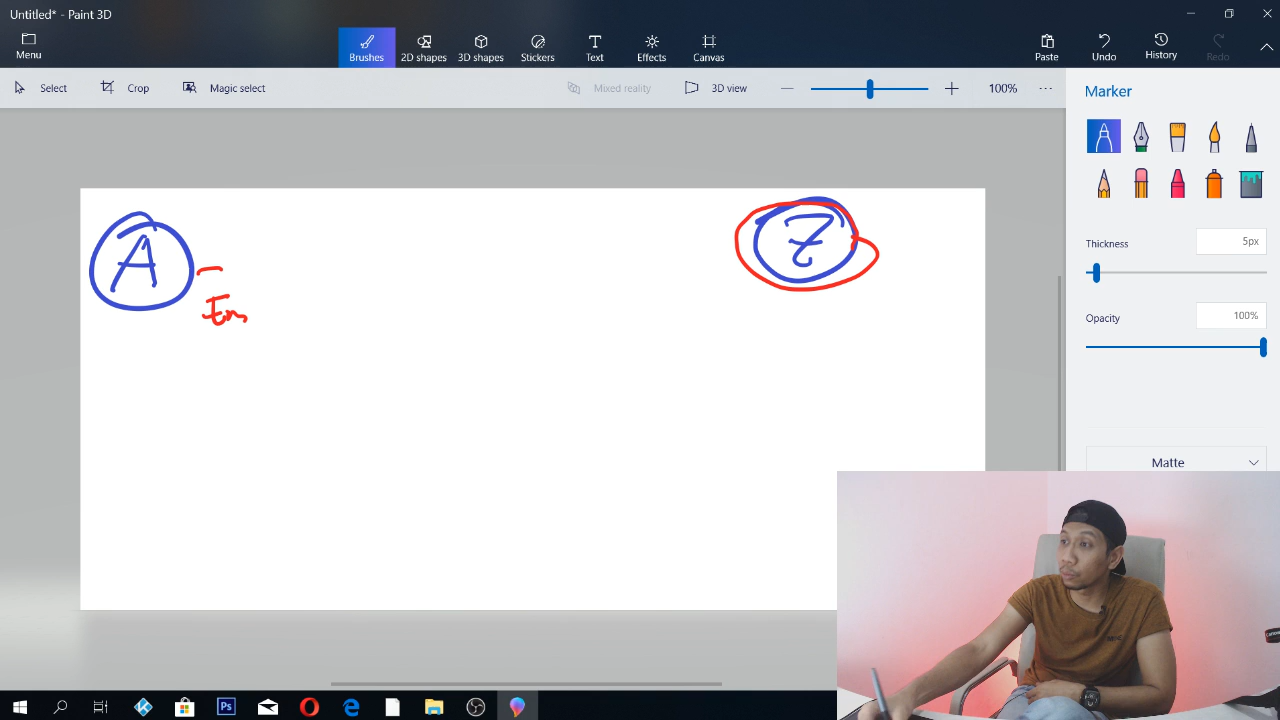 Untitled* - Paint 3D
Menu
Brushes
2D shapes
3D shapes
Stickers
Text
Effects
Canvas
Paste
Undo
History
Redo
Select
Crop
Magic select
Mixed reality
3D view
100%
Marker
Thickness
5px
Opacity
100%
Matte
A
Z
Ps